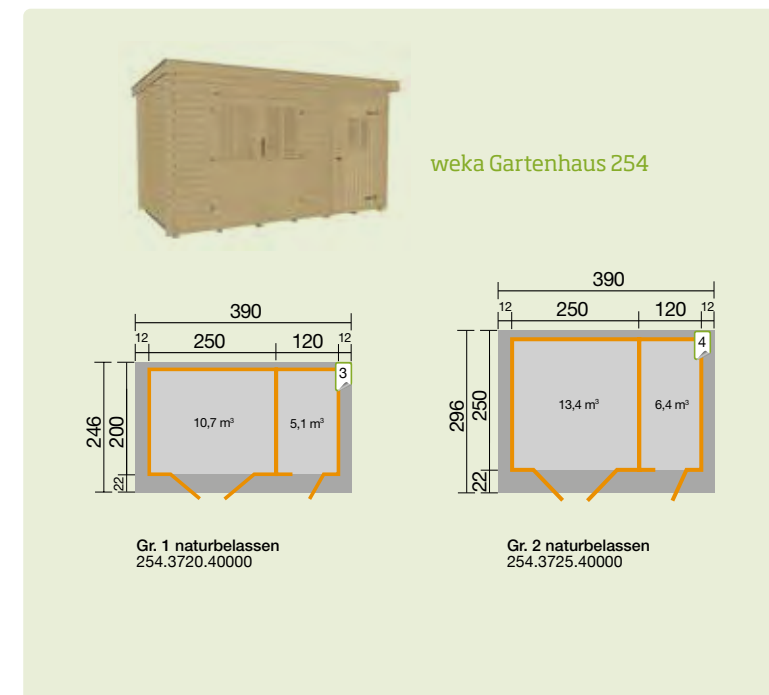 weka Gartenhaus 254
390
12 250 120 12
3
246
200
22
10,7 m³
5,1 m³
Gr. 1 naturbelassen
254.3720.40000
390
12 250 120 12
4
296
250
22
13,4 m³
6,4 m³
Gr. 2 naturbelassen
254.3725.40000